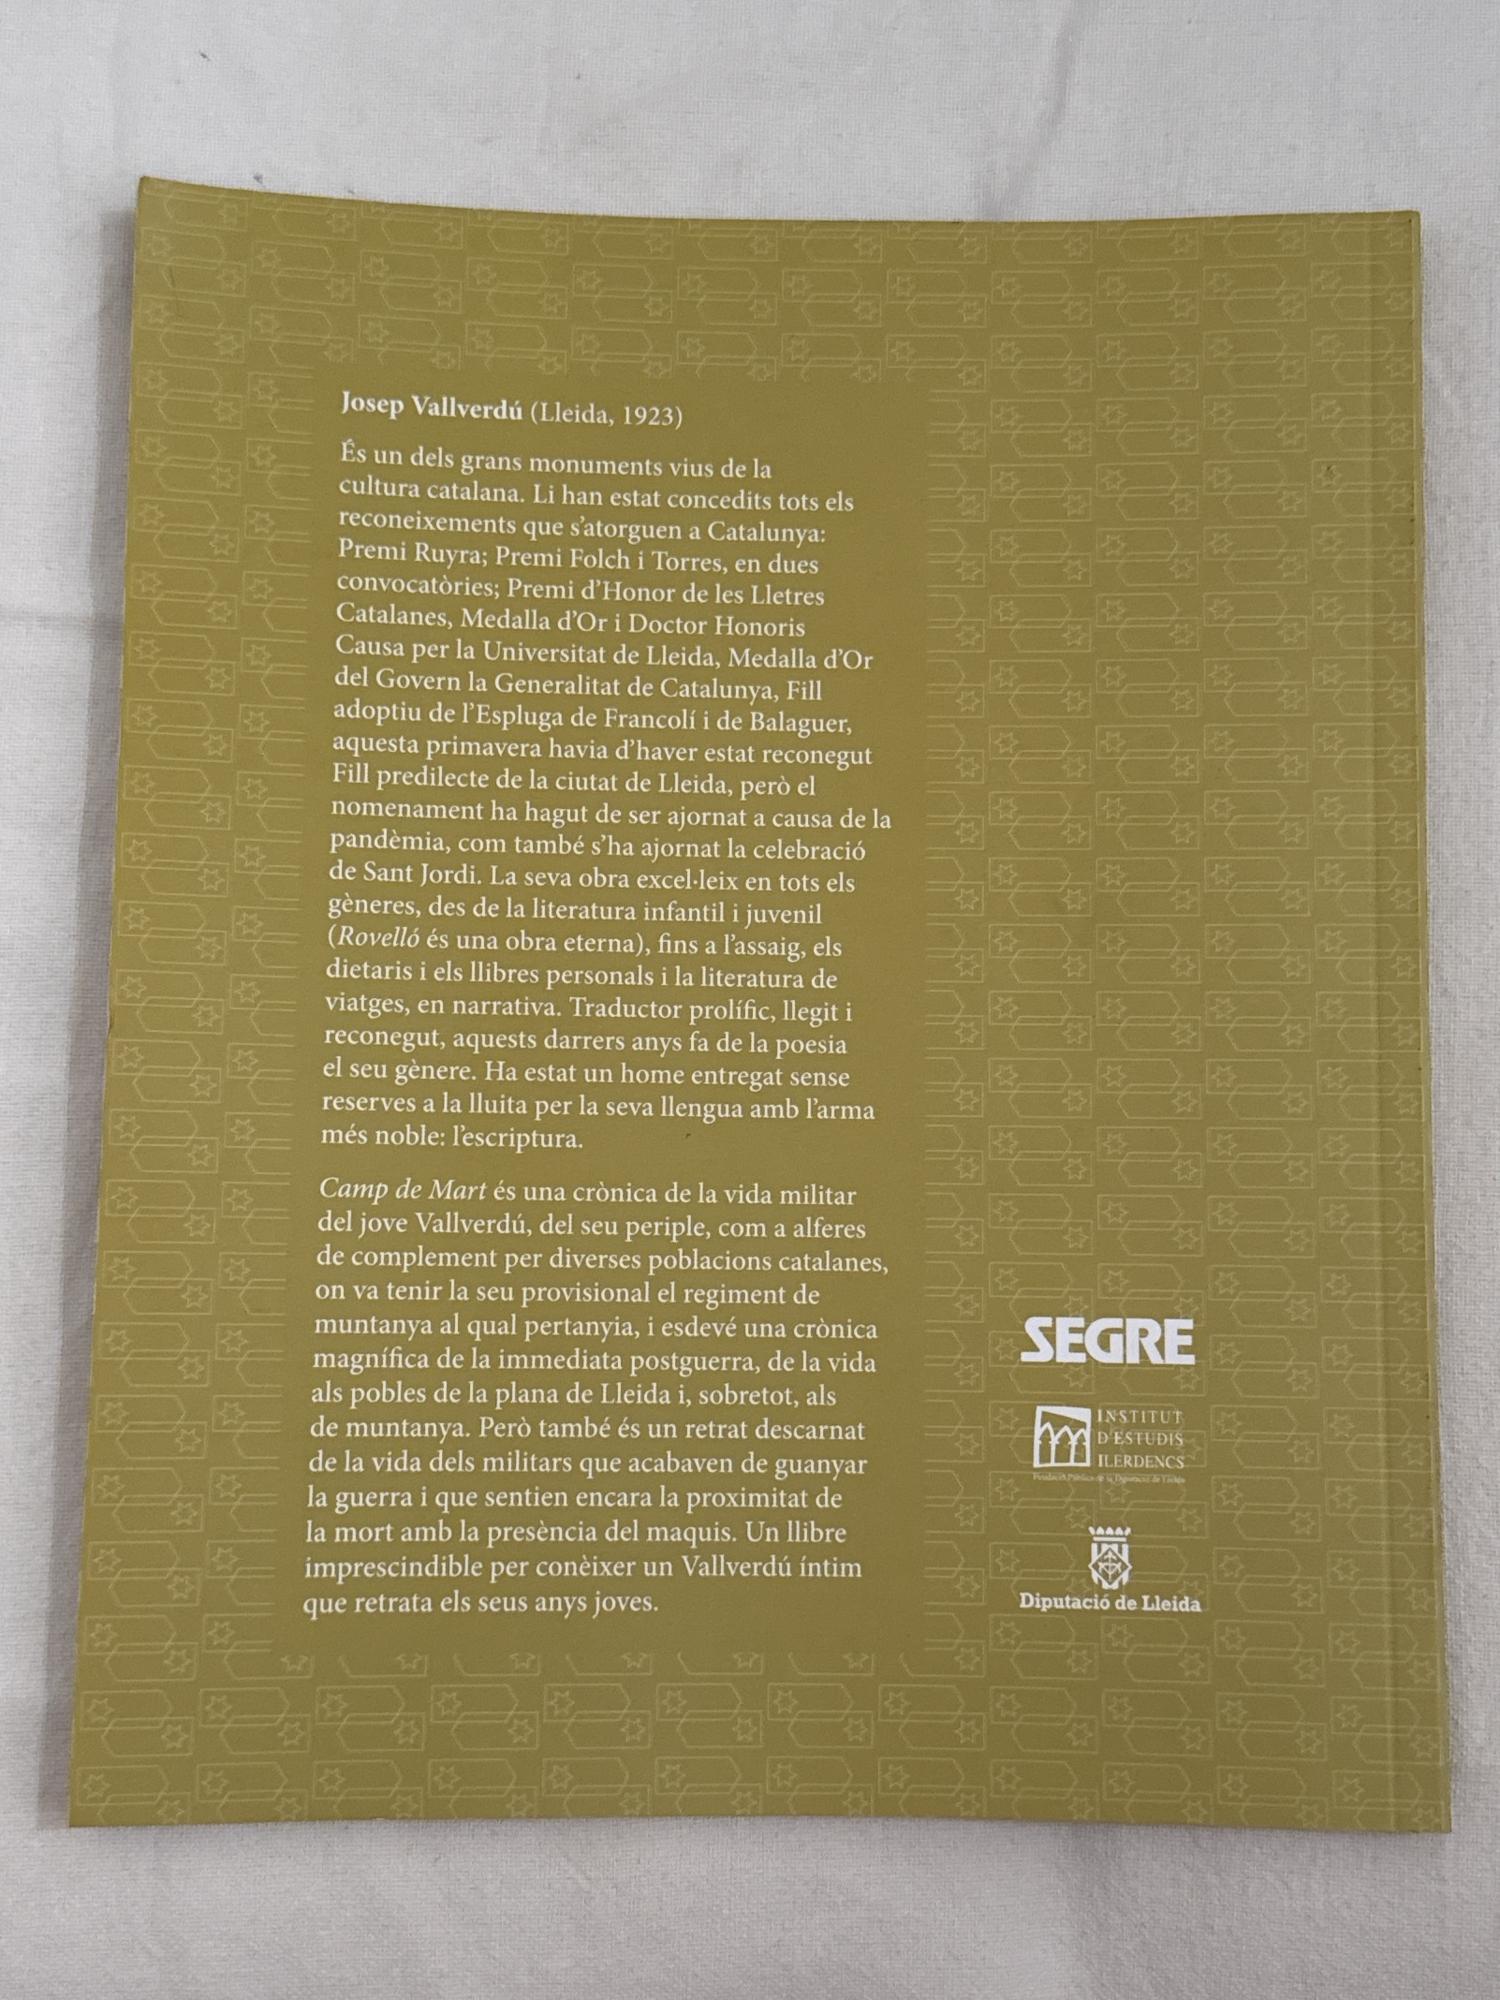 Josep Vallverdú (Lleida, 1923)
És un dels grans monuments vius de la
cultura catalana. Li han estat concedits tots els
reconeixements que s'atorguen a Catalunya:
Premi Ruyra; Premi Folch i Torres, en dues
convocatòries; Premi d'Honor de les Lletres
Catalanes, Medalla d'Or i Doctor Honoris
Causa per la Universitat de Lleida, Medalla d'Or
del Govern la Generalitat de Catalunya, Fill
adoptiu de l'Espluga de Francolí i de Balaguer,
aquesta primavera havia d'haver estat reconegut
Fill predilecte de la ciutat de Lleida, però el
nomenament ha hagut de ser ajornat a causa de la
pandèmia, com també s'ha ajornat la celebració
de Sant Jordi. La seva obra excel·leix en tots els
gèneres, des de la literatura infantil i juvenil
(Rovelló és una obra eterna), fins a l'assaig, els
dietaris i els llibres personals i la literatura de
viatges, en narrativa. Traductor prolífic, llegit i
reconegut, aquests darrers anys fa de la poesia
el seu gènere. Ha estat un home entregat sense
reserves a la lluita per la seva llengua amb l'arma
més noble: l'escriptura.
Camp de Mart és una crònica de la vida militar
del jove Vallverdú, del seu periple, com a alferes
de complement per diverses poblacions catalanes,
on va tenir la seu provisional el regiment de
muntanya al qual pertanyia, i esdevé una crònica
magnífica de la immediata postguerra, de la vida
als pobles de la plana de Lleida i, sobretot, als
de muntanya. Però també és un retrat descarnat
de la vida dels militars que acabaven de guanyar
la guerra i que sentien encara la proximitat de
la mort amb la presència del maquis. Un llibre
imprescindible per conèixer un Vallverdú íntim
que retrata els seus anys joves.
SEGRE
INSTITUT
D'ESTUDIS
ILERDENCS
Fundació Pública de la Diputació de Lleida
Diputació de Lleida